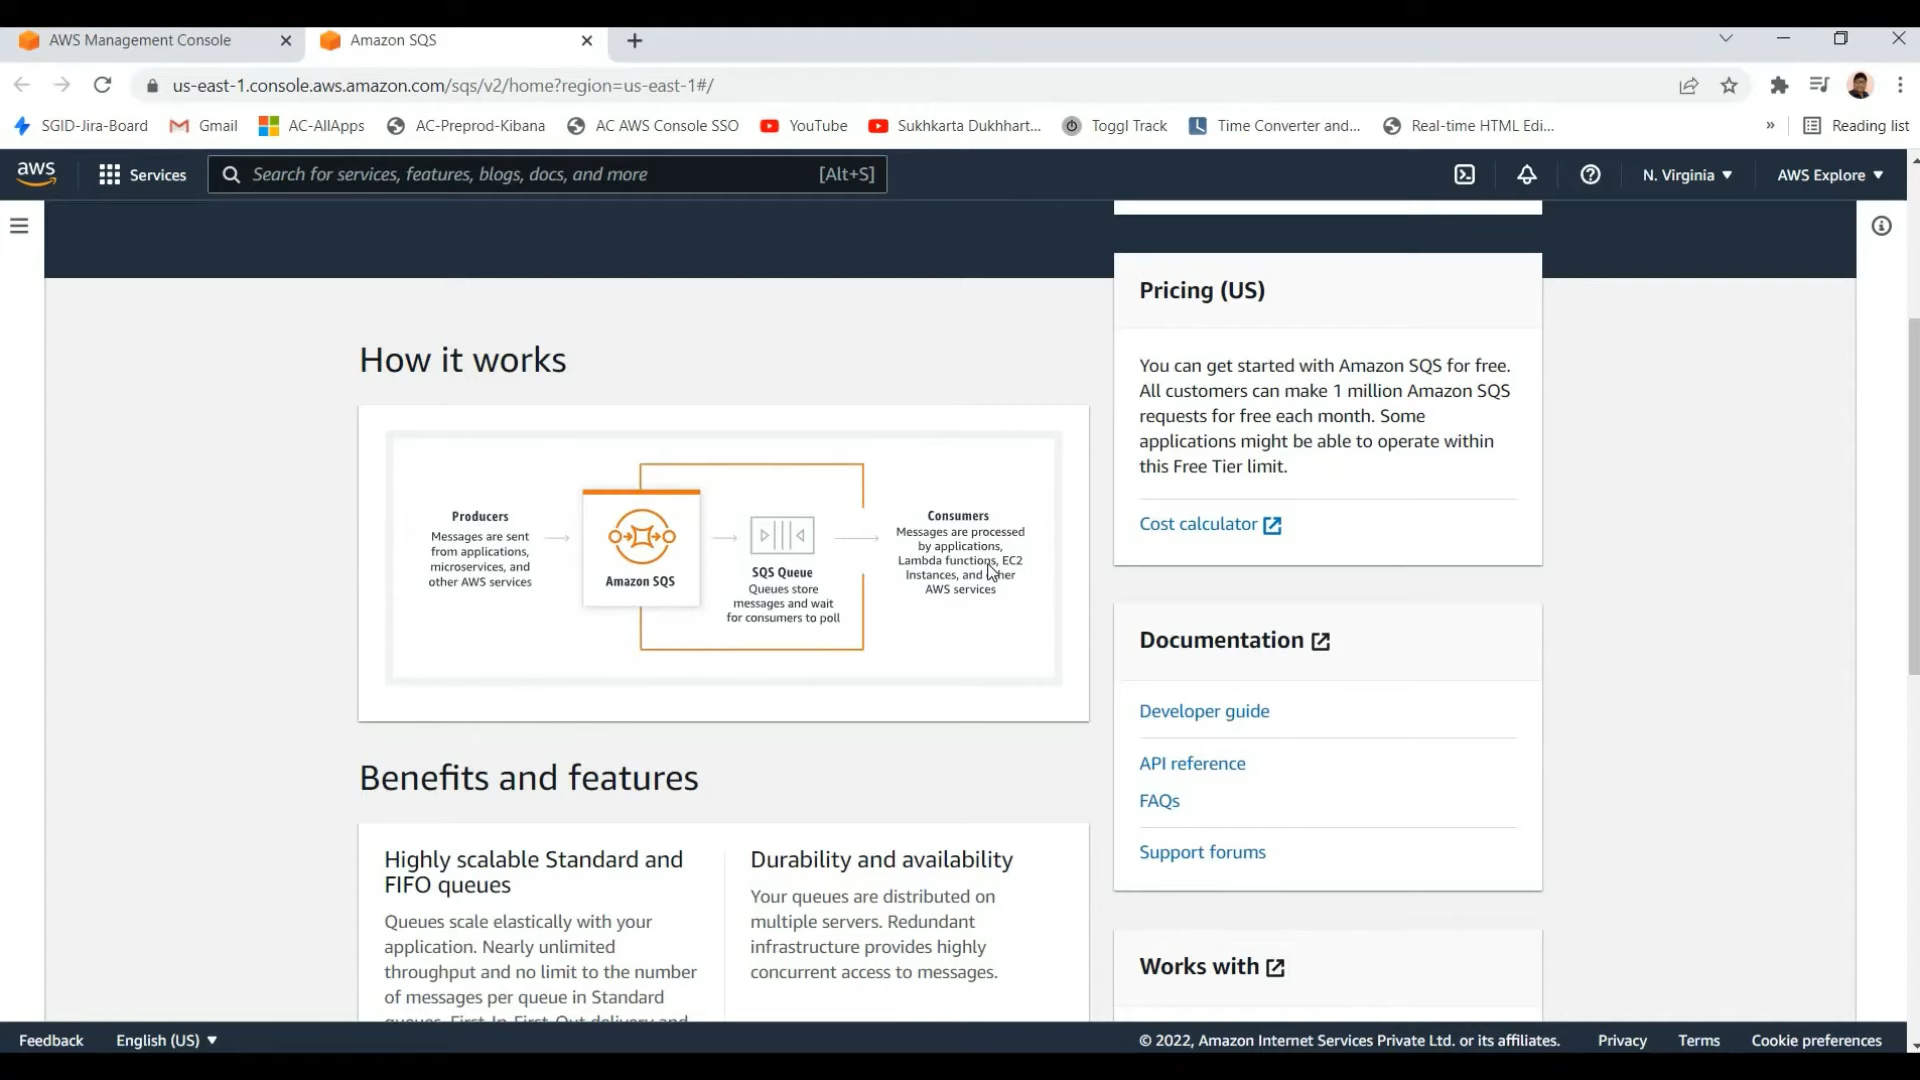 AWS Management Console
Amazon SQS
us-east-1.console.aws.amazon.com/sqs/v2/home?region=us-east-1#/
SGID-Jira-Board
Gmail
AC-AllApps
AC-Preprod-Kibana
AC AWS Console SSO
YouTube
Sukhkarta Dukhhart...
Toggl Track
Time Converter and...
Real-time HTML Edi...
»
Reading list
aws
Services
Search for services, features, blogs, docs, and more
[Alt+S]
N. Virginia
AWS Explore
How it works
Producers
Messages are sent
from applications,
microservices, and
other AWS services
Amazon SQS
SQS Queue
Queues store
messages and wait
for consumers to poll
Consumers
Messages are processed
by applications,
Lambda functions, EC2
Instances, and other
AWS services
Benefits and features
Highly scalable Standard and
FIFO queues
Queues scale elastically with your
application. Nearly unlimited
throughput and no limit to the number
of messages per queue in Standard
queues. First-In-First-Out delivery and
Durability and availability
Your queues are distributed on
multiple servers. Redundant
infrastructure provides highly
concurrent access to messages.
Pricing (US)
You can get started with Amazon SQS for free.
All customers can make 1 million Amazon SQS
requests for free each month. Some
applications might be able to operate within
this Free Tier limit.
Cost calculator
Documentation
Developer guide
API reference
FAQs
Support forums
Works with
Feedback
English (US)
© 2022, Amazon Internet Services Private Ltd. or its affiliates.
Privacy
Terms
Cookie preferences